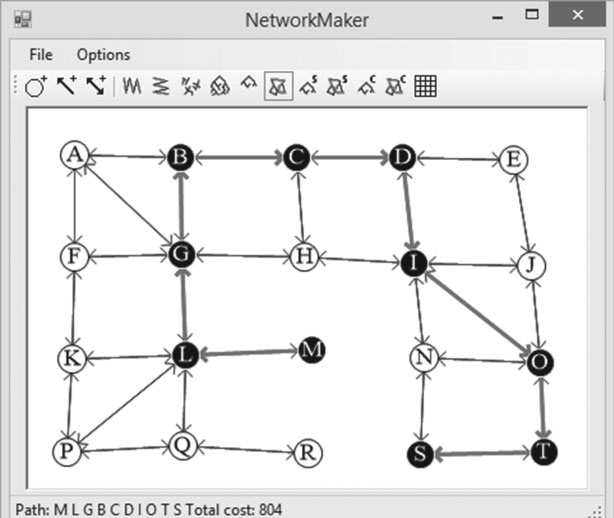 NetworkMaker
File Options
S S C C
A B C D E
F G H I J
K L M N O
P Q R S T
Path: M L G B C D I O T S Total cost: 804